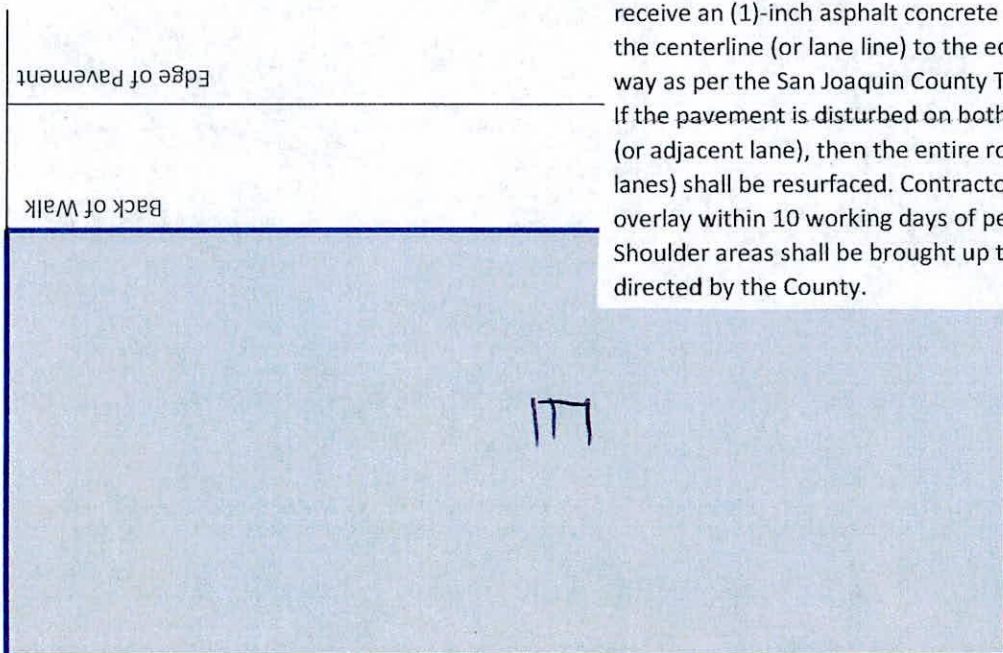 receive an (1)-inch asphalt concrete
the centerline (or lane line) to the
way as per the San Joaquin County
If the pavement is disturbed on both
(or adjacent lane), then the entire
lanes) shall be resurfaced.
overlay within 10 working days of
Shoulder areas shall be brought up
directed by the County.
Edge of Pavement
Back of Walk